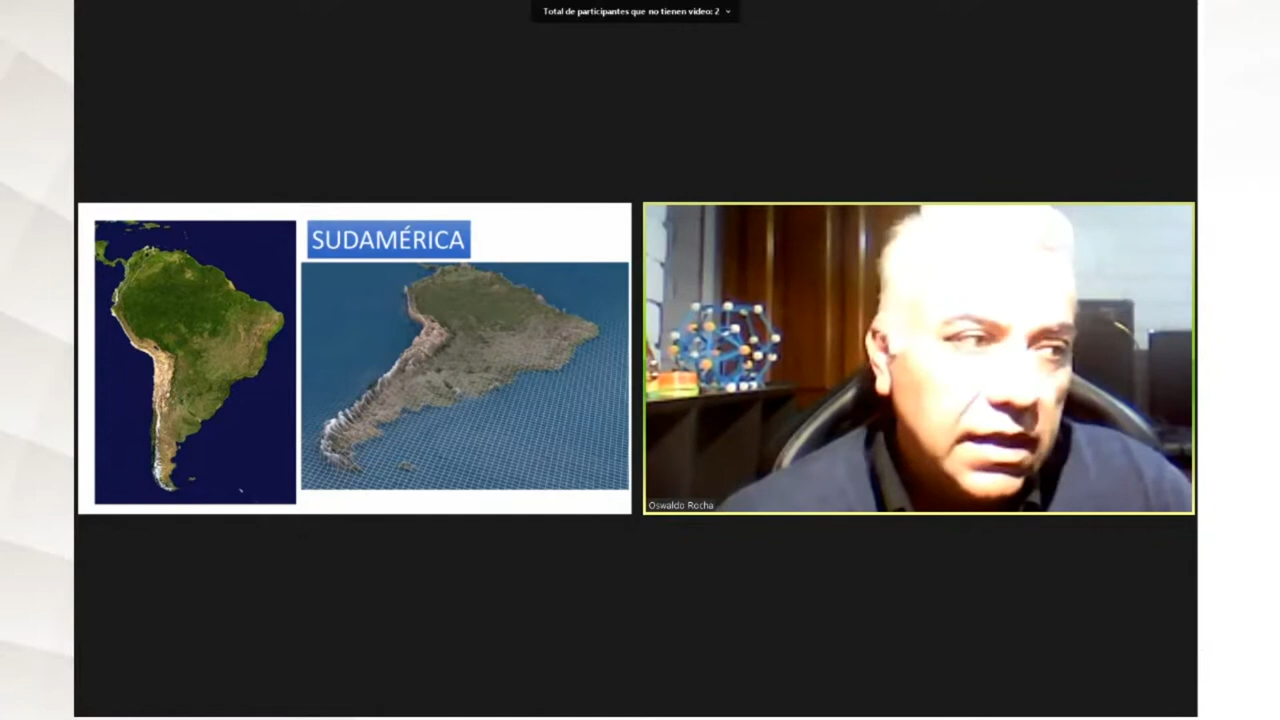 Total de participantes que no tienen video: 2
SUDAMÉRICA
Oswaldo Rocha